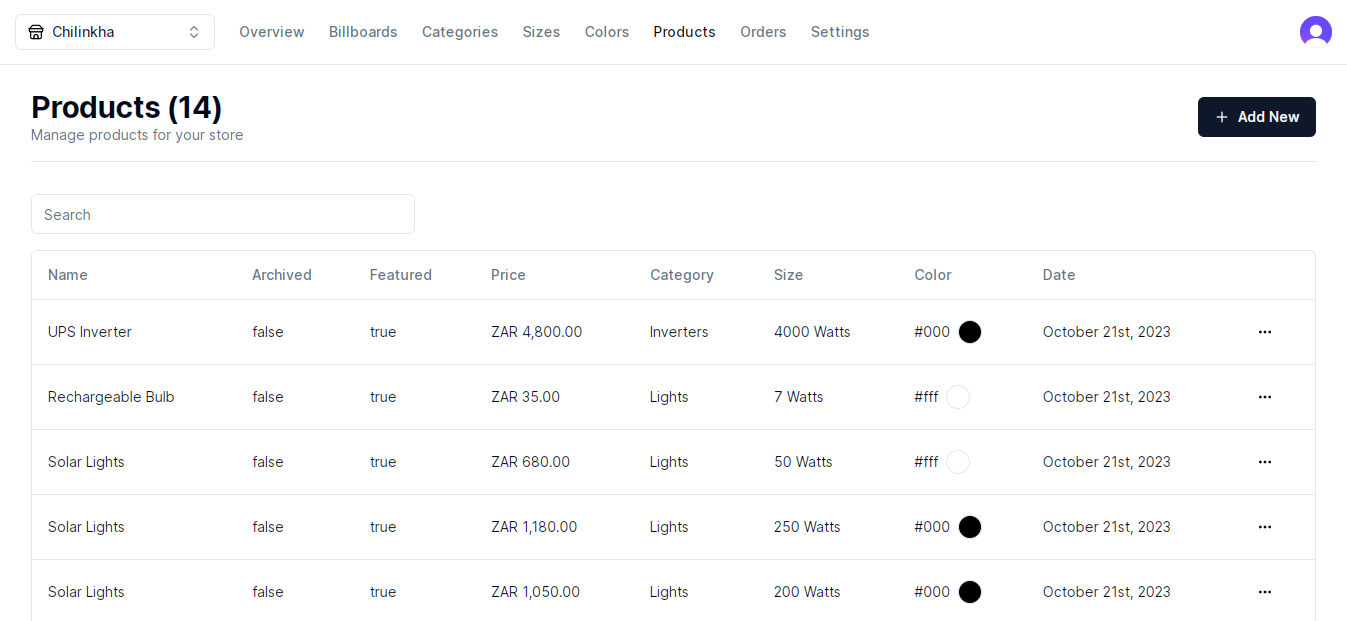 Chilinkha Overview Billboards Categories Sizes Colors Products Orders Settings
Products (14)
Manage products for your store
Add New
Search
Name Archived Featured Price Category Size Color Date
UPS Inverter false true ZAR 4,800.00 Inverters 4000 Watts #000 October 21st, 2023
Rechargeable Bulb false true ZAR 35.00 Lights 7 Watts #fff October 21st, 2023
Solar Lights false true ZAR 680.00 Lights 50 Watts #fff October 21st, 2023
Solar Lights false true ZAR 1,180.00 Lights 250 Watts #000 October 21st, 2023
Solar Lights false true ZAR 1,050.00 Lights 200 Watts #000 October 21st, 2023